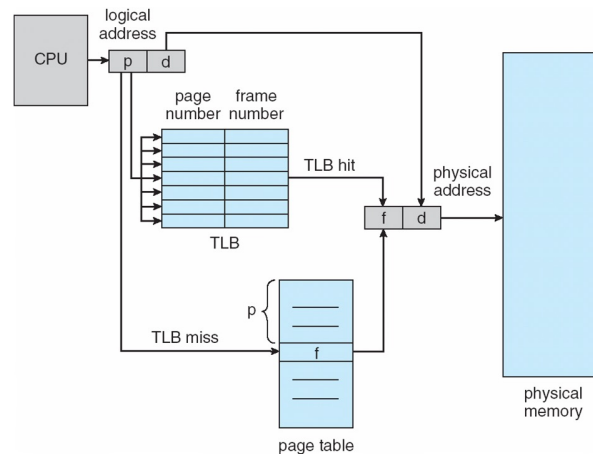 logical
address
CPU
p
d
page
number
frame
number
TLB hit
physical
address
f
d
TLB
p
TLB miss
f
page table
physical
memory